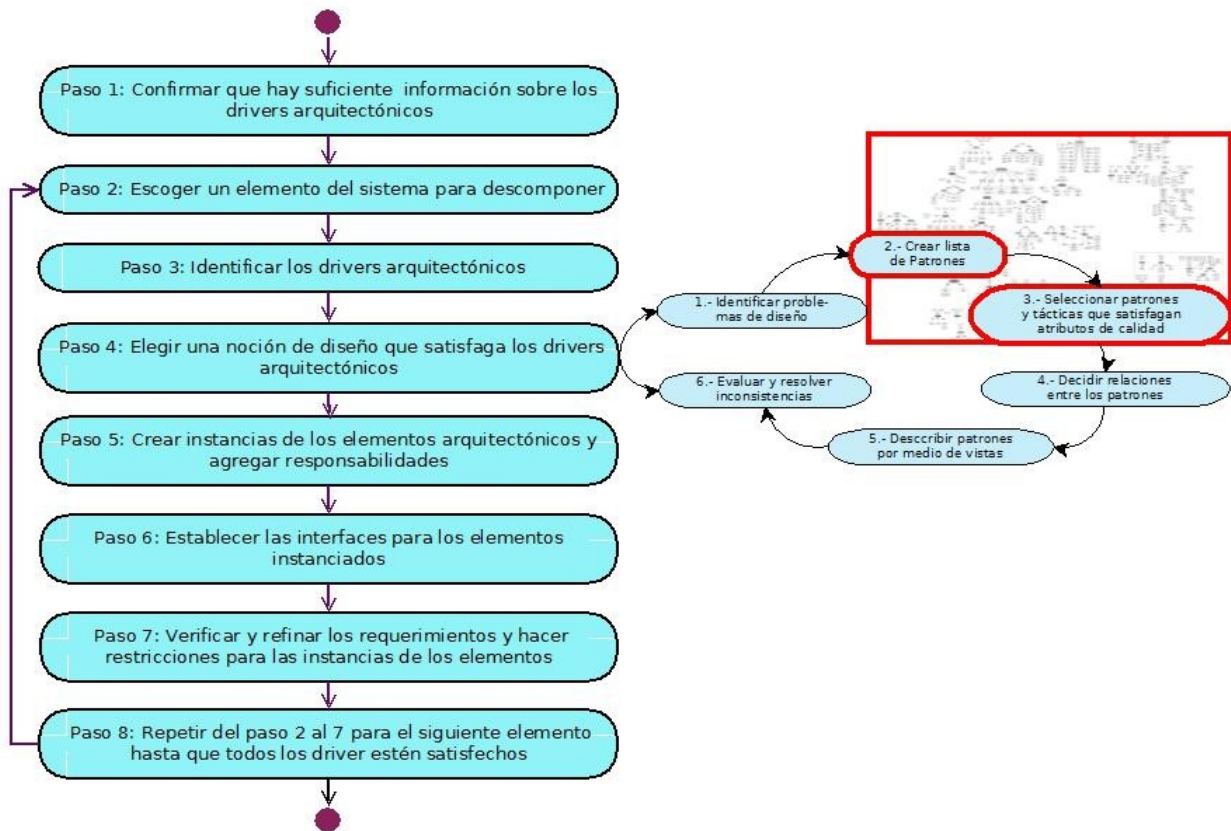 Paso 1: Confirmar que hay suficiente información sobre los
drivers arquitectónicos
Paso 2: Escoger un elemento del sistema para descomponer
Paso 3: Identificar los drivers arquitectónicos
Paso 4: Elegir una noción de diseño que satisfaga los drivers
arquitectónicos
Paso 5: Crear instancias de los elementos arquitectónicos y
agregar responsabilidades
Paso 6: Establecer las interfaces para los elementos
instanciados
Paso 7: Verificar y refinar los requerimientos y hacer
restricciones para las instancias de los elementos
Paso 8: Repetir del paso 2 al 7 para el siguiente elemento
hasta que todos los driver estén satisfechos
1.- Identificar proble-
mas de diseño
2.- Crear lista
de Patrones
3.- Seleccionar patrones
y tácticas que satisfagan
atributos de calidad
4.- Decidir relaciones
entre los patrones
5.- Desccribir patrones
por medio de vistas
6.- Evaluar y resolver
inconsistencias